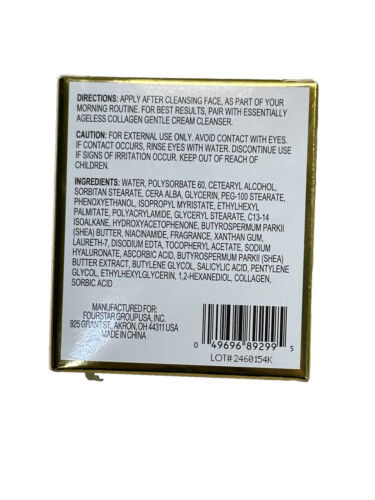 DIRECTIONS: APPLY AFTER CLEANSING FACE, AS PART OF YOUR
MORNING ROUTINE. FOR BEST RESULTS, PAIR WITH ESSENTIALLY
AGELESS COLLAGEN GENTLE CREAM CLEANSER.
CAUTION: FOR EXTERNAL USE ONLY. AVOID CONTACT WITH EYES.
IF CONTACT OCCURS, RINSE EYES WITH WATER. DISCONTINUE USE
IF SIGNS OF IRRITATION OCCUR. KEEP OUT OF REACH OF
CHILDREN.
INGREDIENTS: WATER, POLYSORBATE 60, CETEARYL ALCOHOL,
SORBITAN STEARATE, CERA ALBA, GLYCERIN, PEG-100 STEARATE,
PHENOXYETHANOL, ISOPROPYL MYRISTATE, ETHYLHEXYL
PALMITATE, POLYACRYLAMIDE, GLYCERYL STEARATE, C13-14
ISOALKANE, HYDROXYACETOPHENONE, BUTYROSPERMUM PARKII
(SHEA) BUTTER, NIACINAMIDE, FRAGRANCE, XANTHAN GUM,
LAURETH-7, DISODIUM EDTA, TOCOPHERYL ACETATE, SODIUM
HYALURONATE, ASCORBIC ACID, BUTYROSPERMUM PARKII (SHEA)
BUTTER EXTRACT, BUTYLENE GLYCOL, SALICYLIC ACID, PENTYLENE
GLYCOL, ETHYLHEXYLGLYCERIN, 1,2-HEXANEDIOL, COLLAGEN,
SORBIC ACID
MANUFACTURED FOR:
FOURSTAR GROUP USA, INC.
925 GRANT ST., AKRON, OH 44311 USA
MADE IN CHINA
0 49696 89299 5
LOT# 2460154K